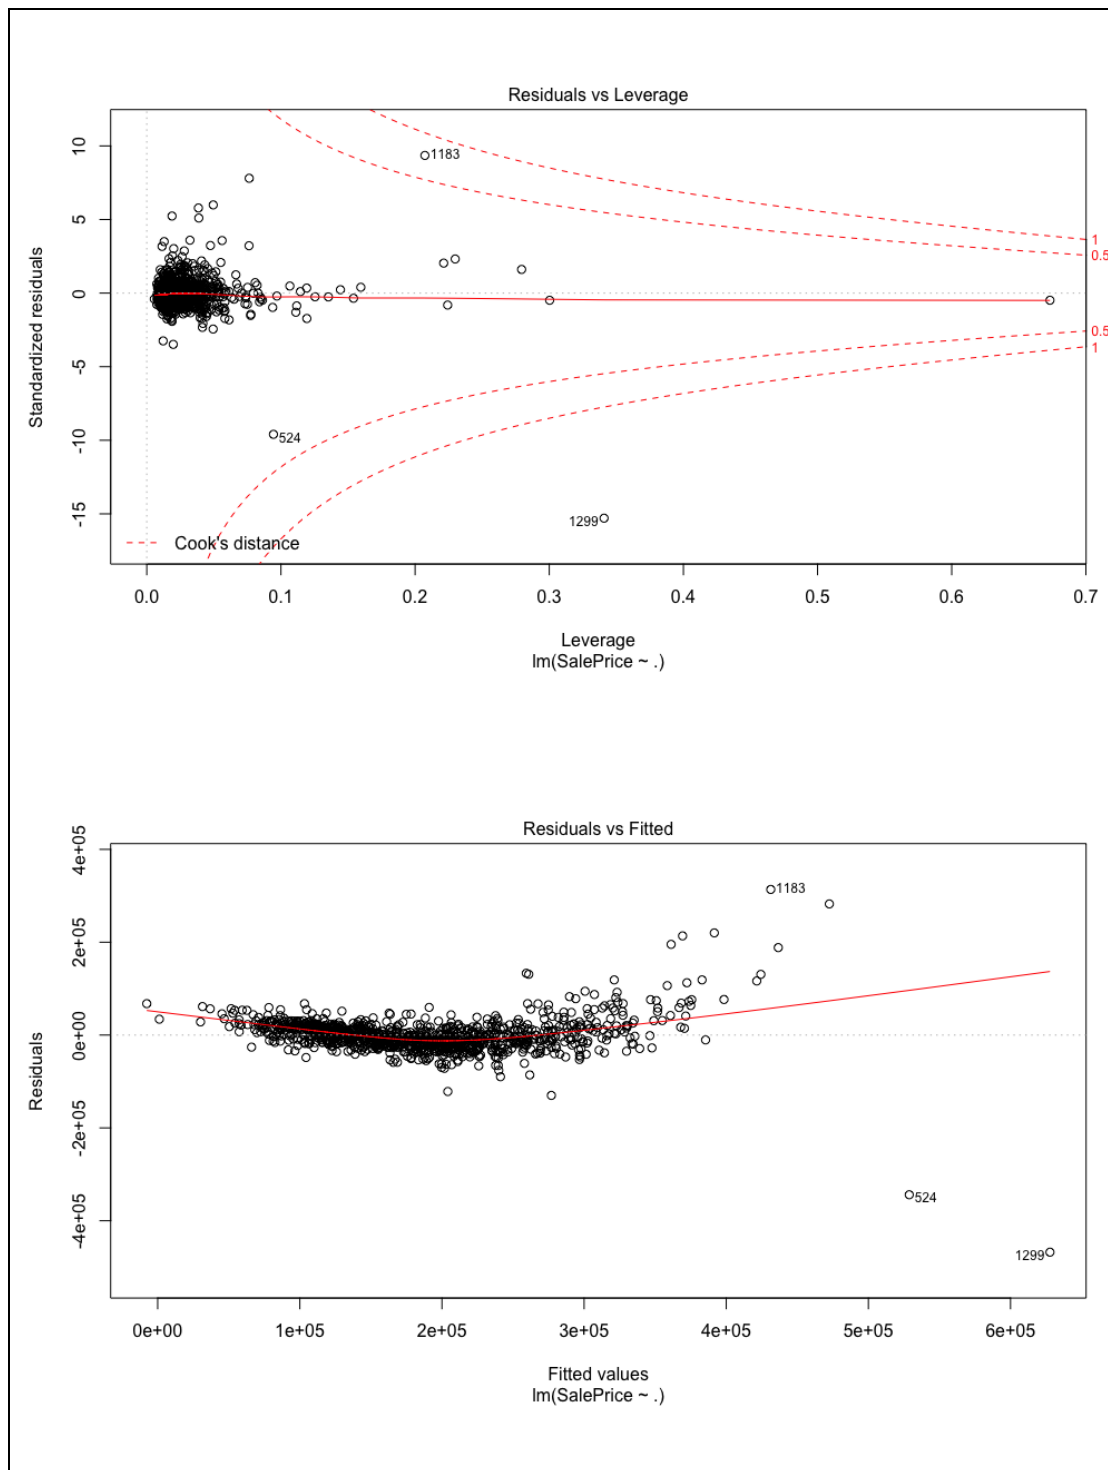 Residuals vs Leverage
Standardized residuals
10
5
0
-5
-10
-15
1183
524
1299
1
0.5
0.5
1
Cook's distance
0.0 0.1 0.2 0.3 0.4 0.5 0.6 0.7
Leverage
lm(SalePrice ~ .)
Residuals vs Fitted
Residuals
4e+05
2e+05
0e+00
-2e+05
-4e+05
1183
524
1299
0e+00 1e+05 2e+05 3e+05 4e+05 5e+05 6e+05
Fitted values
lm(SalePrice ~ .)